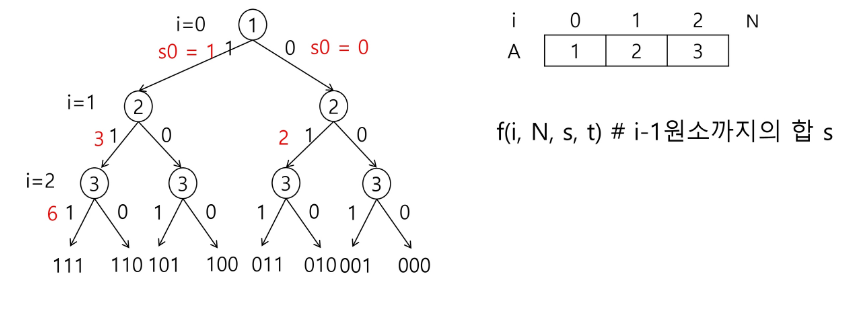 i=0 1
s0 = 1 1 0 s0 = 0
i=1 2 2
3 1 0 2 1 0
i=2 3 3 3 3
6 1 0 1 0 1 0 1 0
111 110 101 100 011 010 001 000
i 0 1 2 N
A 1 2 3
f(i, N, s, t) # i-1원소까지의 합 s